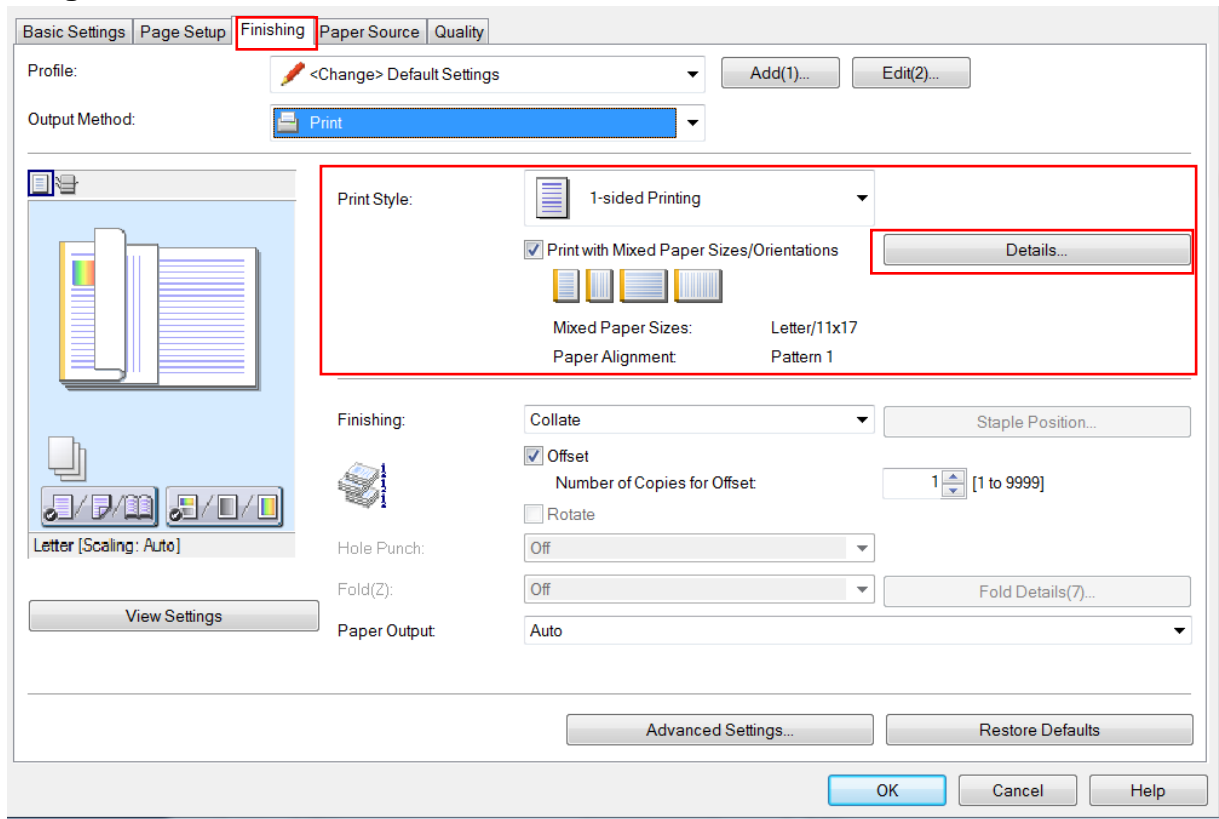 Basic Settings Page Setup Finishing Paper Source Quality
Profile: <Change> Default Settings Add(1)... Edit(2)...
Output Method: Print
Print Style: 1-sided Printing
Print with Mixed Paper Sizes/Orientations Details...
Mixed Paper Sizes: Letter/11x17
Paper Alignment: Pattern 1
Finishing: Collate Staple Position...
Offset
Number of Copies for Offset: 1 [1 to 9999]
Rotate
Letter [Scaling: Auto]
Hole Punch: Off
Fold(Z): Off Fold Details(7)...
View Settings
Paper Output: Auto
Advanced Settings... Restore Defaults
OK Cancel Help